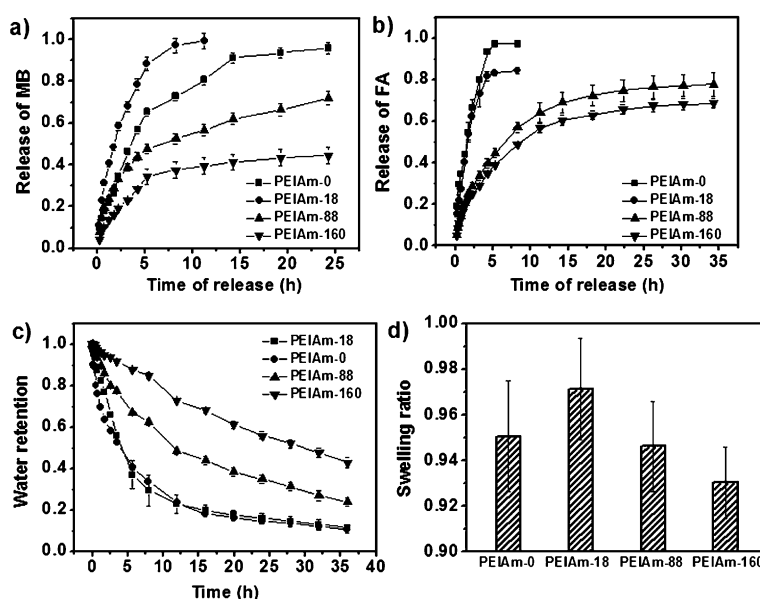 a)
Release of MB
1.0
0.8
0.6
0.4
0.2
0.0
PEIAm-0
PEIAm-18
PEIAm-88
PEIAm-160
0 5 10 15 20 25
Time of release (h)
b)
Release of FA
1.0
0.8
0.6
0.4
0.2
0.0
PEIAm-0
PEIAm-18
PEIAm-88
PEIAm-160
0 5 10 15 20 25 30 35
Time of release (h)
c)
Water retention
1.0
0.8
0.6
0.4
0.2
0.0
PEIAm-18
PEIAm-0
PEIAm-88
PEIAm-160
0 5 10 15 20 25 30 35 40
Time (h)
d)
Swelling ratio
1.00
0.98
0.96
0.94
0.92
0.90
PEIAm-0 PEIAm-18 PEIAm-88 PEIAm-160